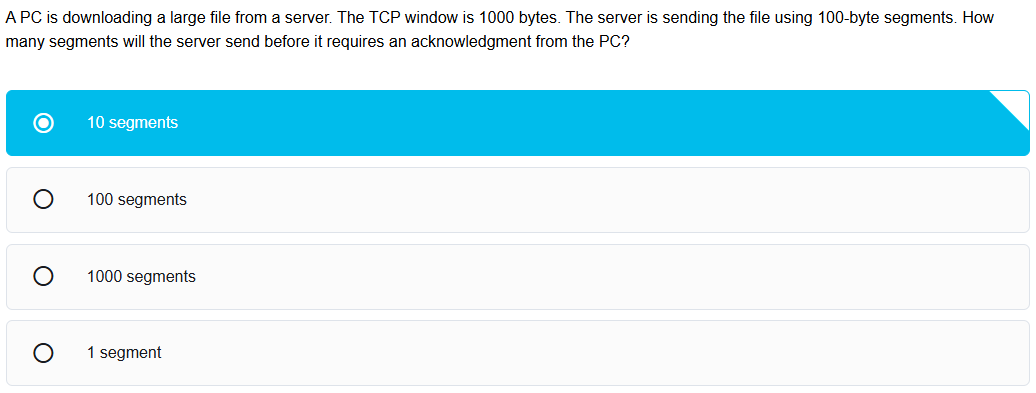 A PC is downloading a large file from a server. The TCP window is 1000 bytes. The server is sending the file using 100-byte segments. How
many segments will the server send before it requires an acknowledgment from the PC?
10 segments
100 segments
1000 segments
1 segment